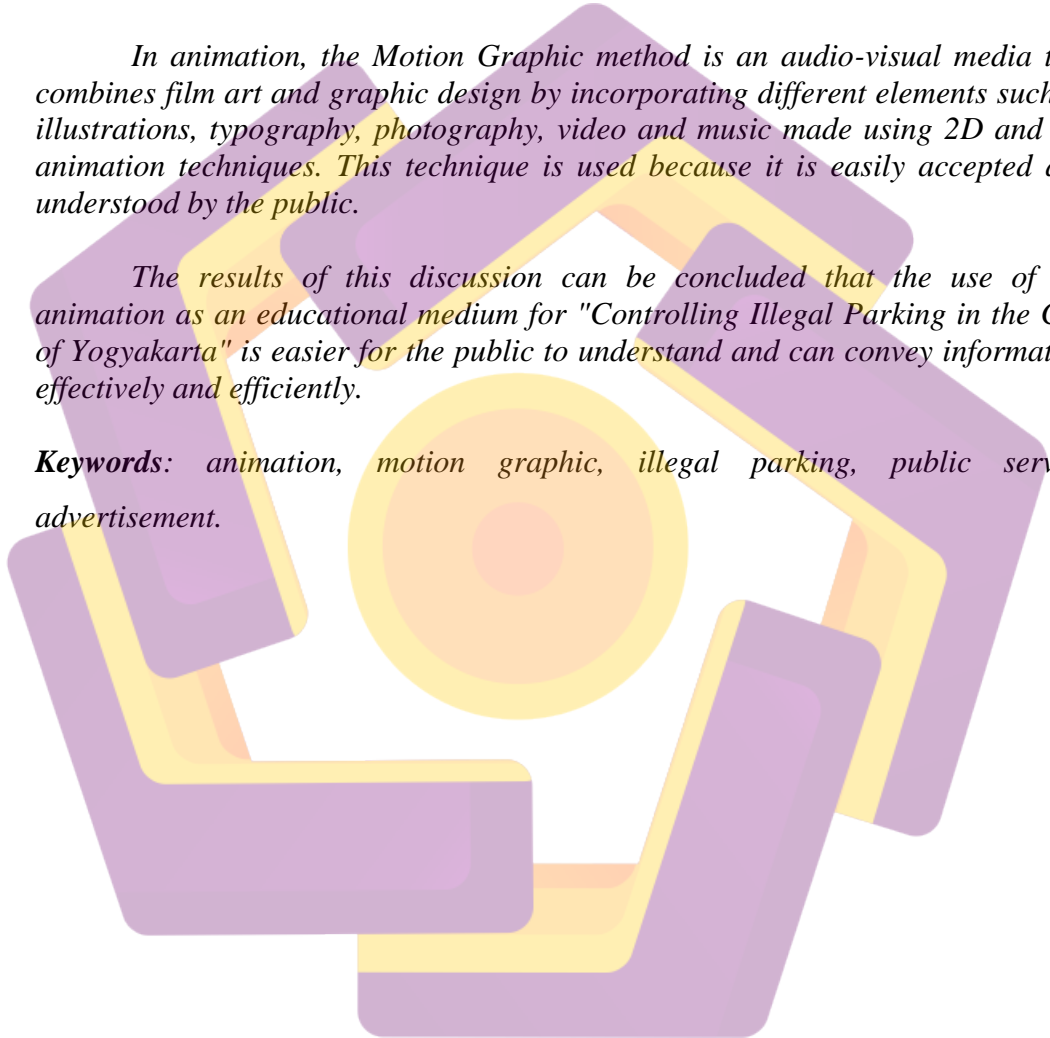 In animation, the Motion Graphic method is an audio-visual media
combines film art and graphic design by incorporating different elements such
illustrations, typography, photography, video and music made using 2D and
animation techniques. This technique is used because it is easily accepted
understood by the public.
The results of this discussion can be concluded that the use of
animation as an educational medium for "Controlling Illegal Parking in the
of Yogyakarta" is easier for the public to understand and can convey
effectively and efficiently.
Keywords: animation, motion graphic, illegal parking, public
advertisement.